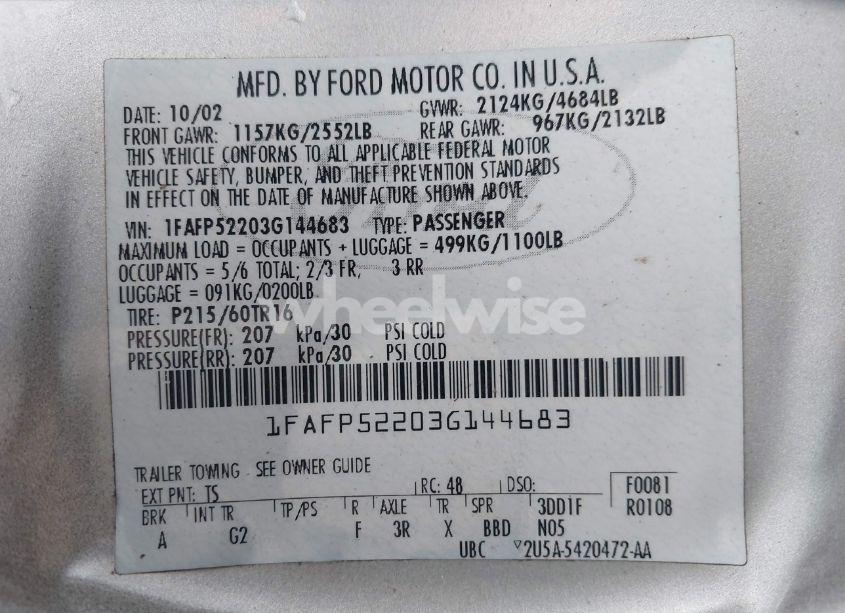 MFD. BY FORD MOTOR CO. IN U.S.A.
DATE: 10/02 GVWR: 2124KG/4684LB
FRONT GAWR: 1157KG/2552LB REAR GAWR: 967KG/2132LB
THIS VEHICLE CONFORMS TO ALL APPLICABLE FEDERAL MOTOR
VEHICLE SAFETY, BUMPER, AND THEFT PREVENTION STANDARDS
IN EFFECT ON THE DATE OF MANUFACTURE SHOWN ABOVE.
VIN: 1FAFP52203G144683 TYPE: PASSENGER
MAXIMUM LOAD = OCCUPANTS + LUGGAGE = 499KG/1100LB
OCCUPANTS = 5/6 TOTAL; 2/3 FR, 3 RR
LUGGAGE = 091KG/0200LB
TIRE: P215/60TR16
wheelwise
PRESSURE(FR): 207 kPa/30 PSI COLD
PRESSURE(RR): 207 kPa/30 PSI COLD
1FAFP52203G144683
TRAILER TOWING - SEE OWNER GUIDE
EXT PNT: TS RC: 48 DSO: F0081
BRK INT TR TP/PS R AXLE TR SPR 3DD1F R0108
A G2 F 3R X BBD N05
UBC ▽2U5A-5420472-AA